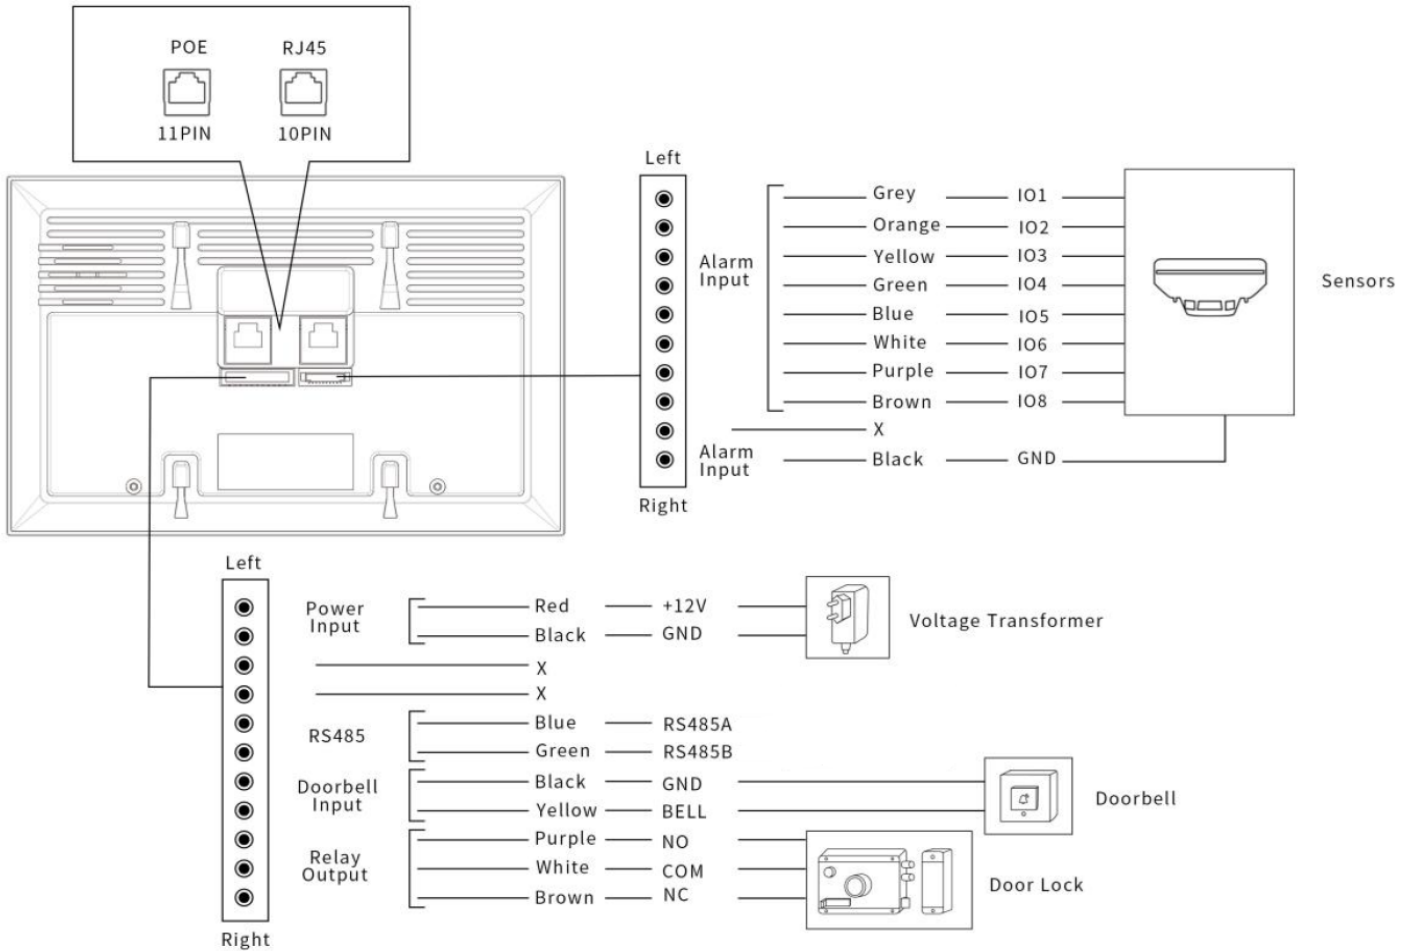 POE RJ45
11PIN 10PIN
Left
Grey IO1
Orange IO2
Alarm
Input
Yellow IO3
Green IO4
Sensors
Blue IO5
White IO6
Purple IO7
Brown IO8
X
Alarm
Input
Black GND
Right
Left
Power
Input
Red +12V
Black GND
Voltage Transformer
X
X
RS485
Blue RS485A
Green RS485B
Doorbell
Input
Black GND
Yellow BELL
Doorbell
Relay
Output
Purple NO
White COM
Brown NC
Door Lock
Right